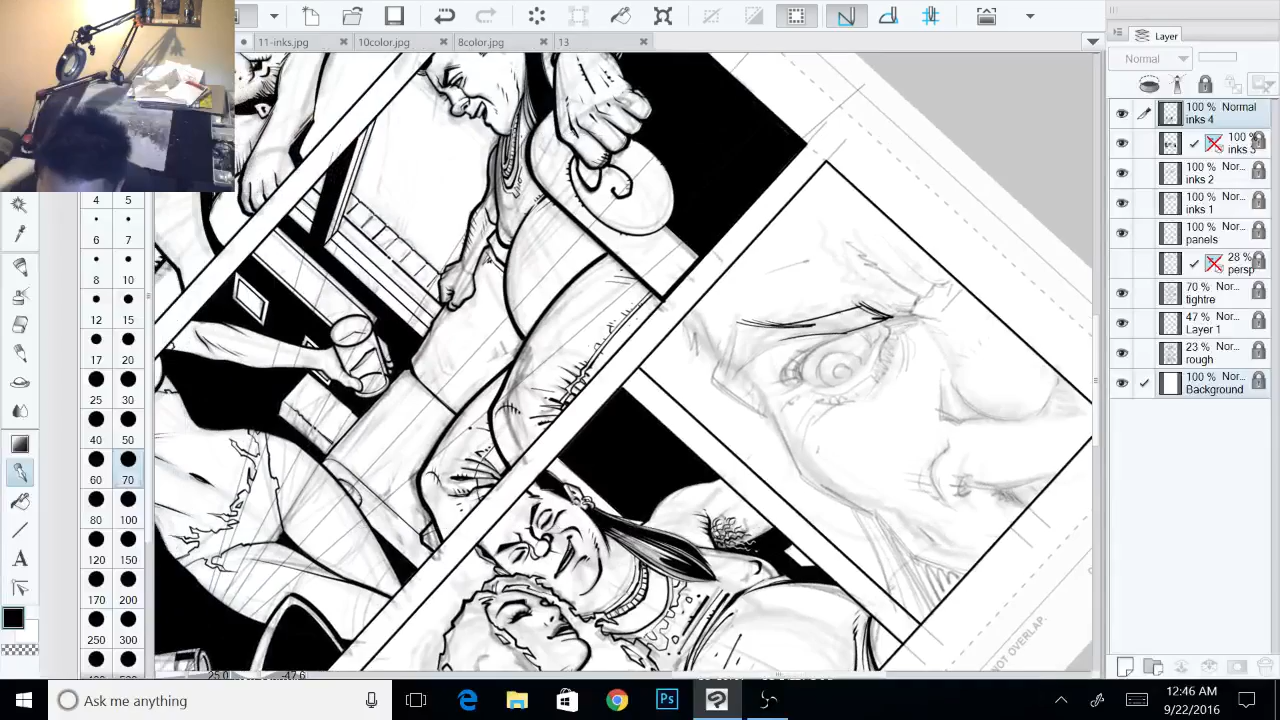 11-inks.jpg
10color.jpg
8color.jpg
13
Layer
Normal
100 % Normal
inks 4
100 %
inks 3
100 % Nor...
inks 2
100 % Nor...
inks 1
100 % Nor...
panels
28 %
persp
70 % Nor...
tightre
47 % Nor...
Layer 1
23 % Nor...
rough
100 % Nor...
Background
4 5
6 7
8 10
12 15
17 20
25 30
40 50
60 70
80 100
120 150
170 200
250 300
NOT OVERLAP.
25.0
-47.6
Ask me anything
12:46 AM
9/22/2016